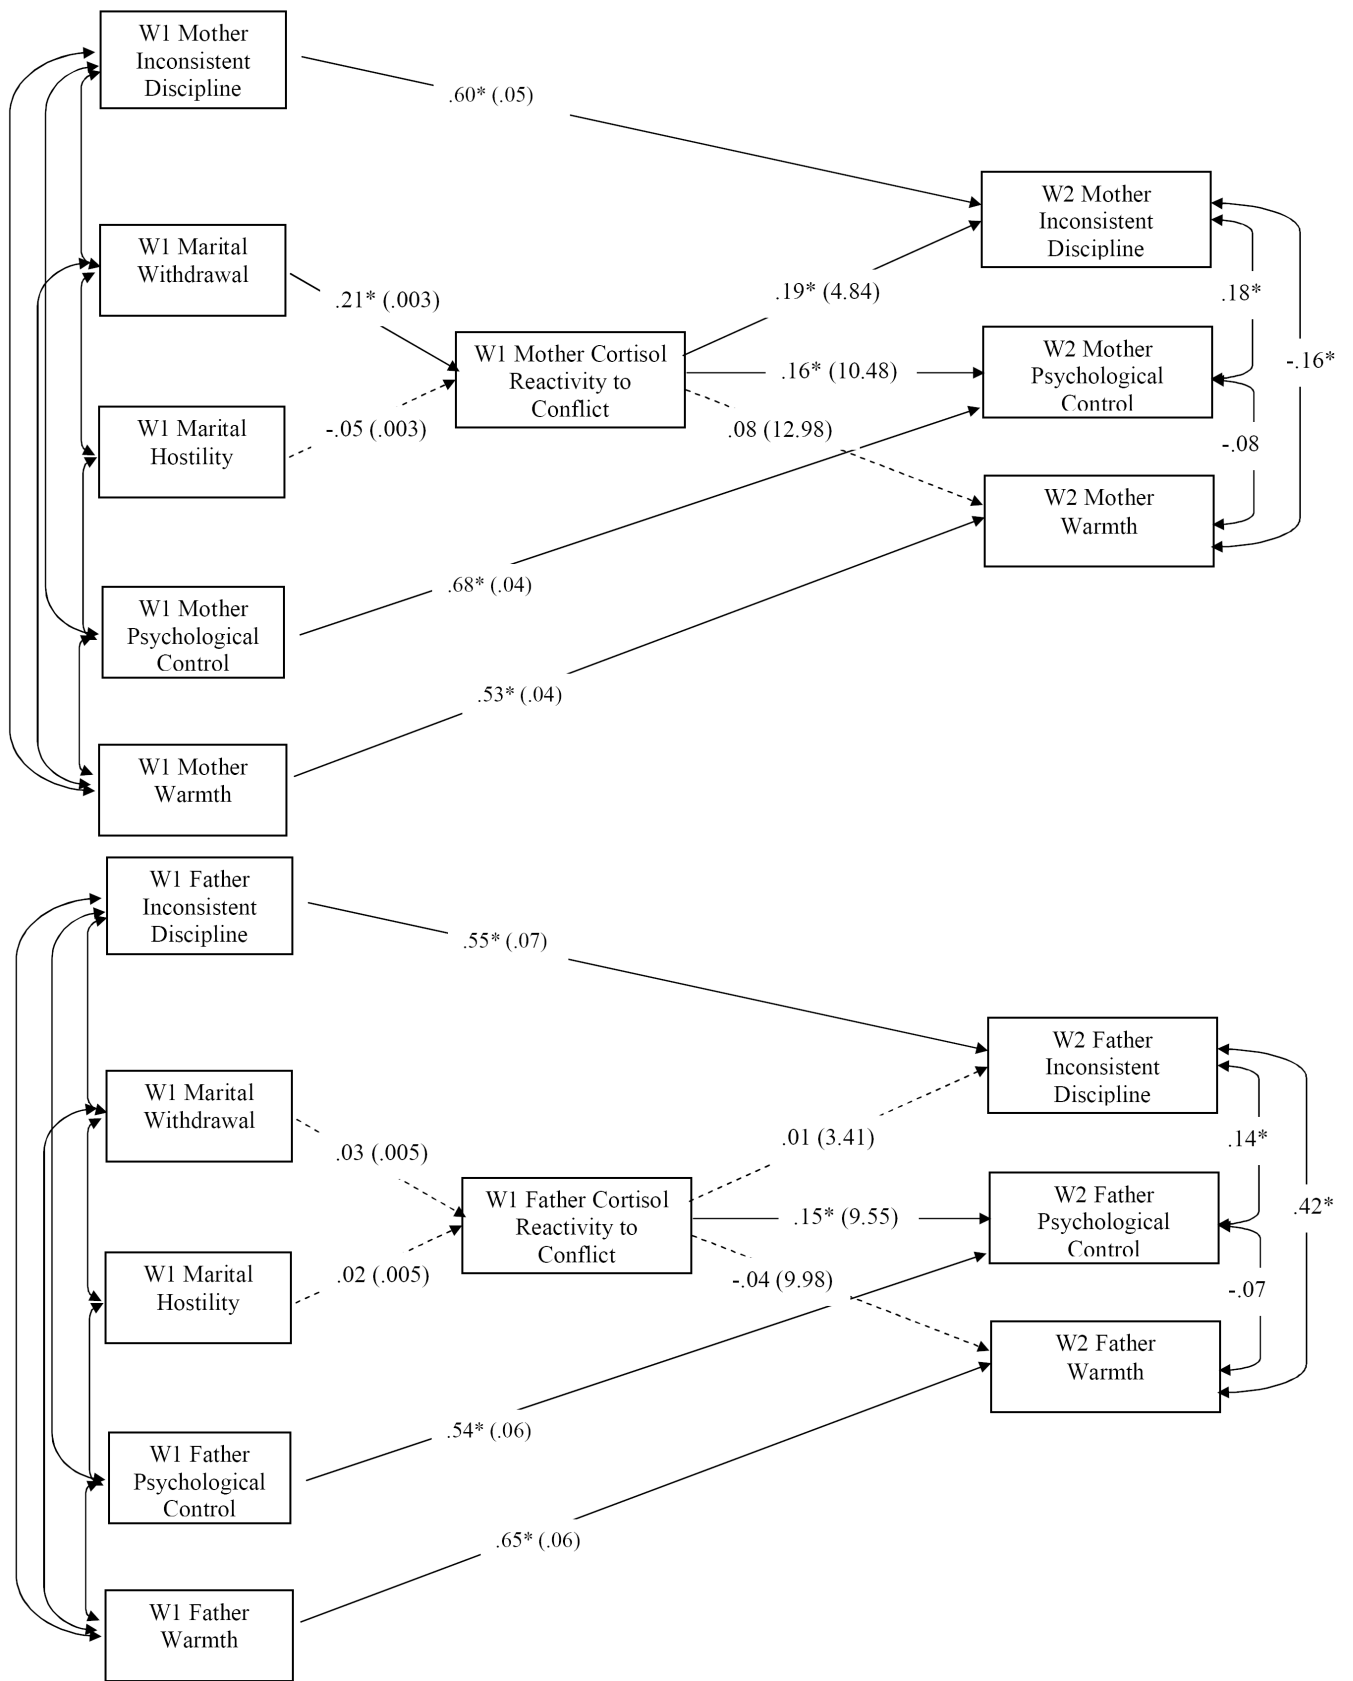 W1 Mother
Inconsistent
Discipline
.60* (.05)
W2 Mother
Inconsistent
Discipline
W1 Marital
Withdrawal
.21* (.003)
.19* (4.84)
.18*
W1 Mother Cortisol
Reactivity to
Conflict
.16* (10.48)
W2 Mother
Psychological
Control
-.16*
W1 Marital
Hostility
-.05 (.003)
.08 (12.98)
-.08
W2 Mother
Warmth
W1 Mother
Psychological
Control
.68* (.04)
.53* (.04)
W1 Mother
Warmth
W1 Father
Inconsistent
Discipline
.55* (.07)
W2 Father
Inconsistent
Discipline
W1 Marital
Withdrawal
.03 (.005)
.01 (3.41)
.14*
W1 Father Cortisol
Reactivity to
Conflict
.15* (9.55)
W2 Father
Psychological
Control
.42*
W1 Marital
Hostility
.02 (.005)
-.04 (9.98)
-.07
W2 Father
Warmth
W1 Father
Psychological
Control
.54* (.06)
.65* (.06)
W1 Father
Warmth